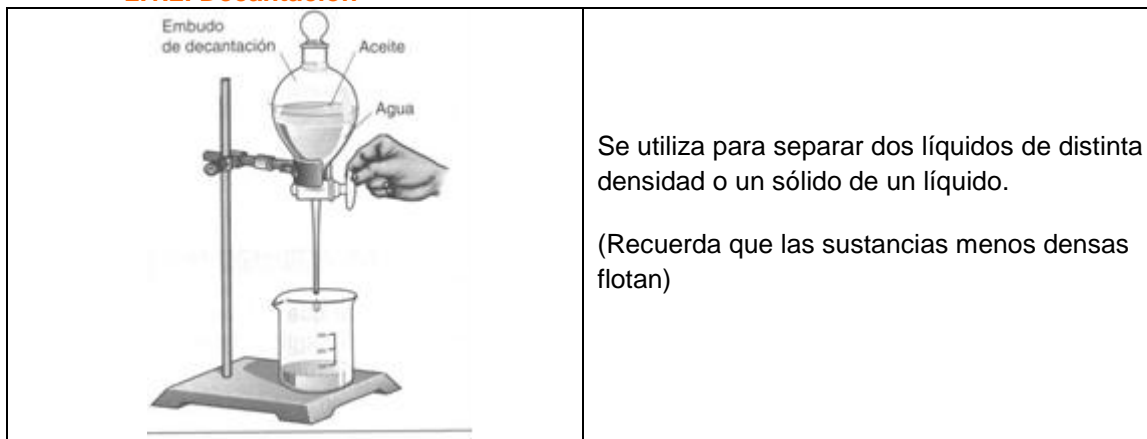 Embudo
de decantación
Aceite
Agua
Se utiliza para separar dos líquidos de distinta
densidad o un sólido de un líquido.
(Recuerda que las sustancias menos densas
flotan)